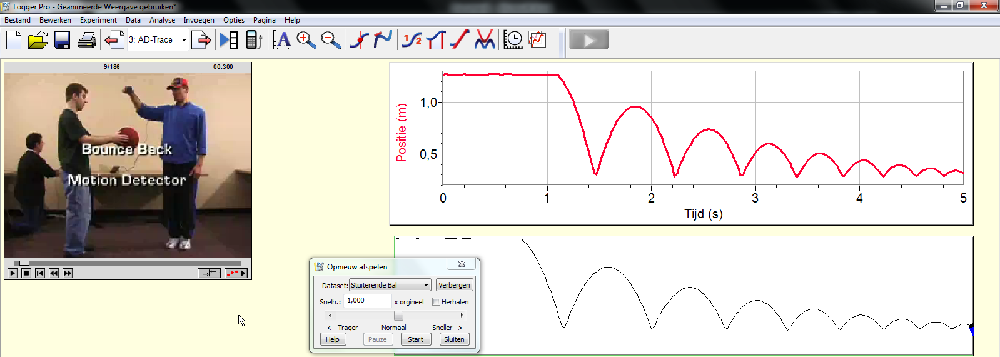 Logger Pro - Geanimeerde Weergave gebruiken*
Bestand Bewerken Experiment Data Analyse Invoegen Opties Pagina Help
3: AD-Trace
9/186 00.300
Bounce Back
Motion Detector
Positie (m)
1,0
0,5
0 1 2 3 4 5
Tijd (s)
Opnieuw afspelen
Dataset: Stuiterende Bal Verbergen
Snelh.: 1,000 x orgineel Herhalen
<-- Trager Normaal Sneller-->
Help Pauze Start Sluiten